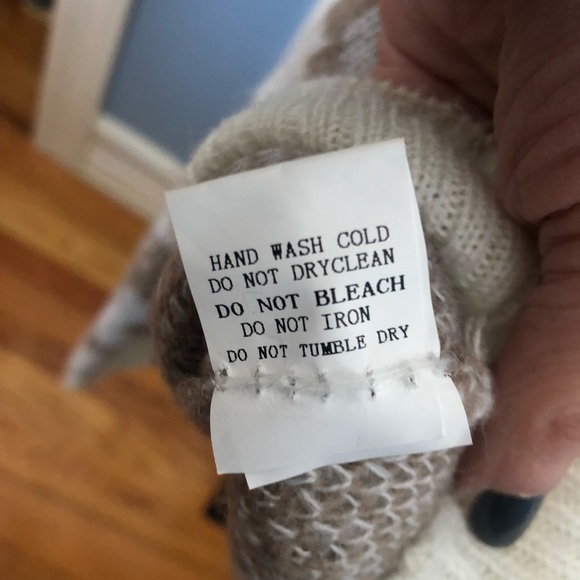 HAND WASH COLD
DO NOT DRYCLEAN
DO NOT BLEACH
DO NOT IRON
DO NOT TUMBLE DRY